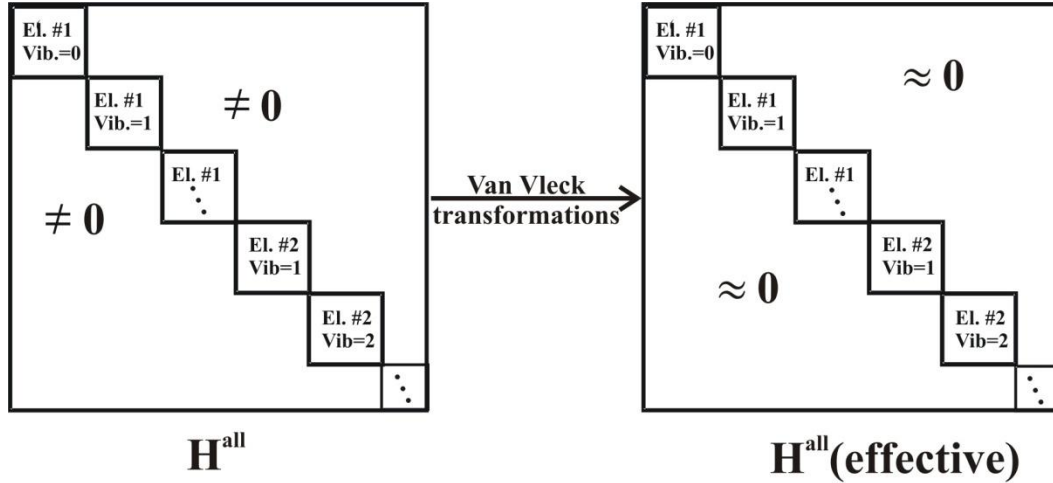 El. #1
Vib.=0
El. #1
Vib.=1
≠ 0
El. #1
≠ 0
El. #2
Vib=1
El. #2
Vib=2
H^all
Van Vleck
transformations
El. #1
Vib.=0
≈ 0
El. #1
Vib.=1
El. #1
El. #2
Vib=1
≈ 0
El. #2
Vib=2
H^all(effective)